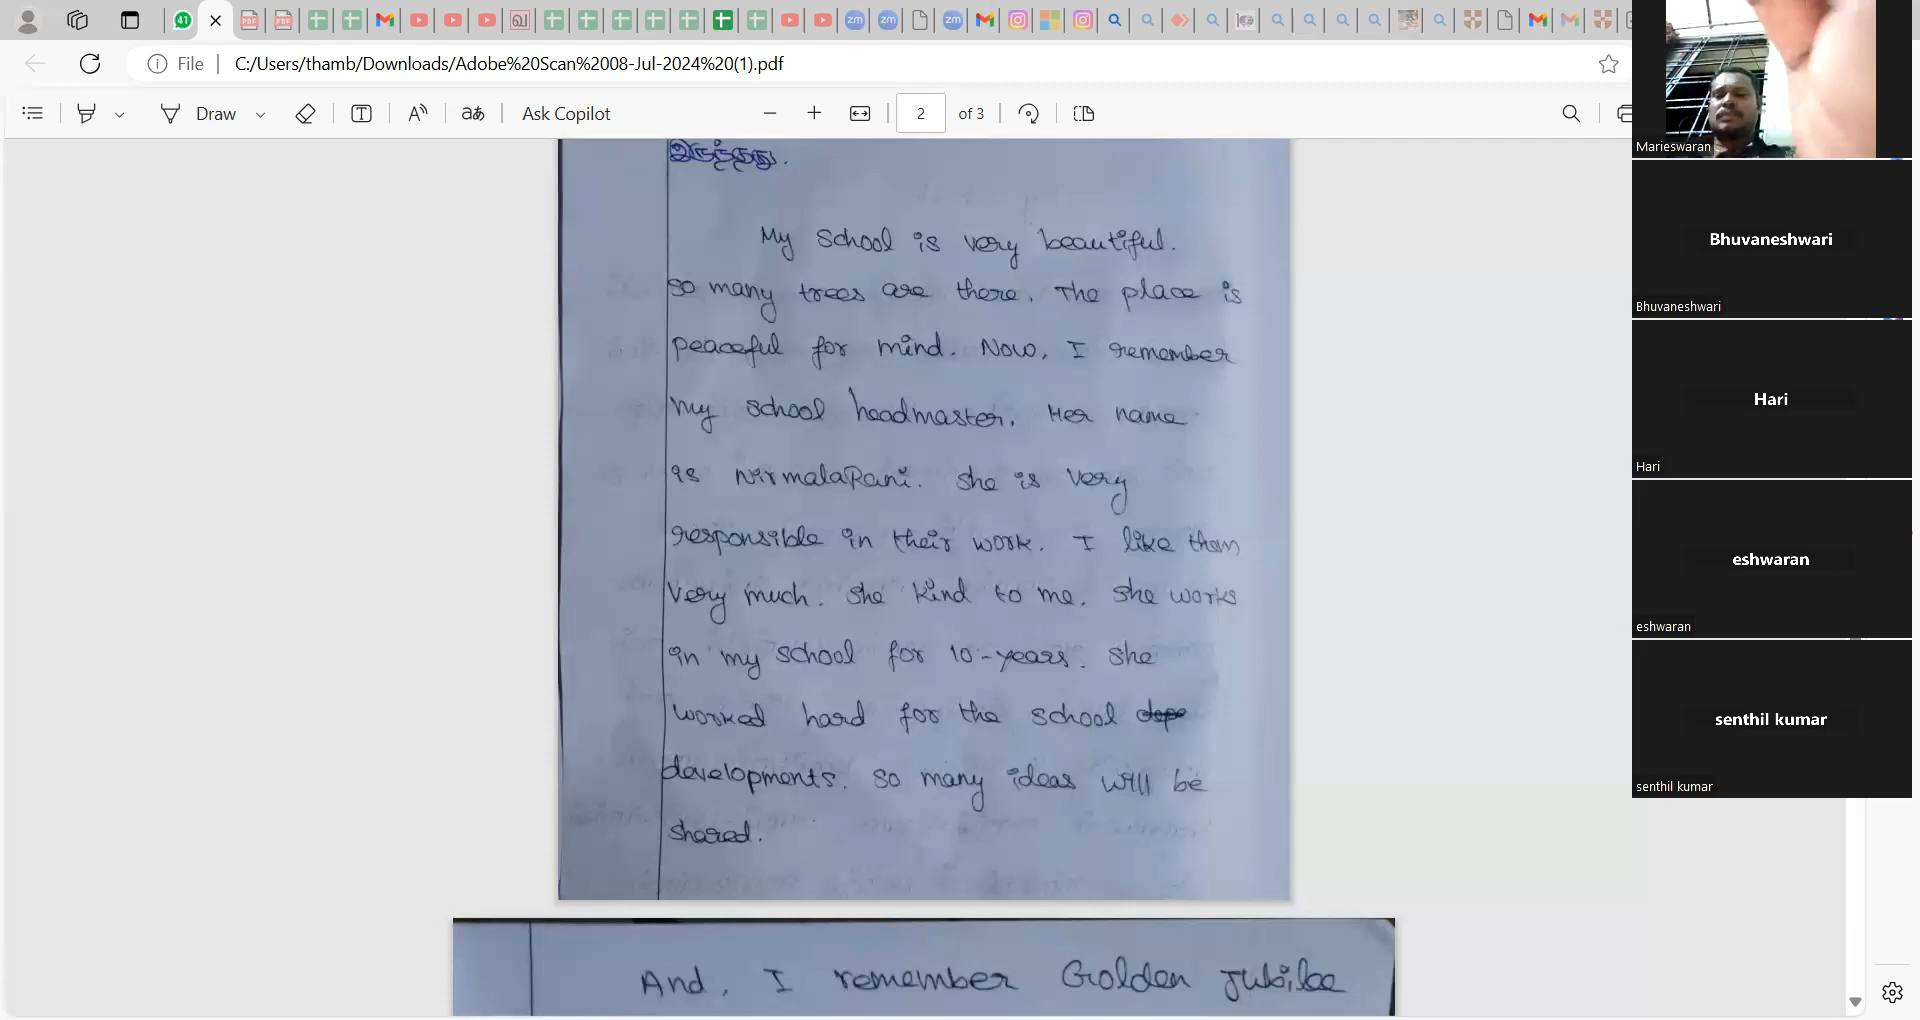 41
File
C:/Users/thamb/Downloads/Adobe%20Scan%2008-Jul-2024%20(1).pdf
Draw
Ask Copilot
2 of 3
இருந்தது.
My school is very beautiful.
so many trees are there. The place is
peaceful for mind. Now, I remember
my school headmaster. Her name
is NirmalaRani. She is very
responsible in their work. I like them
very much. She kind to me. She works
in my school for 10-years. She
worked hard for the school
developments. So many ideas will be
shared.
And, I remember Golden Jubilee
Marieswaran
Bhuvaneshwari
Bhuvaneshwari
Hari
Hari
eshwaran
eshwaran
senthil kumar
senthil kumar